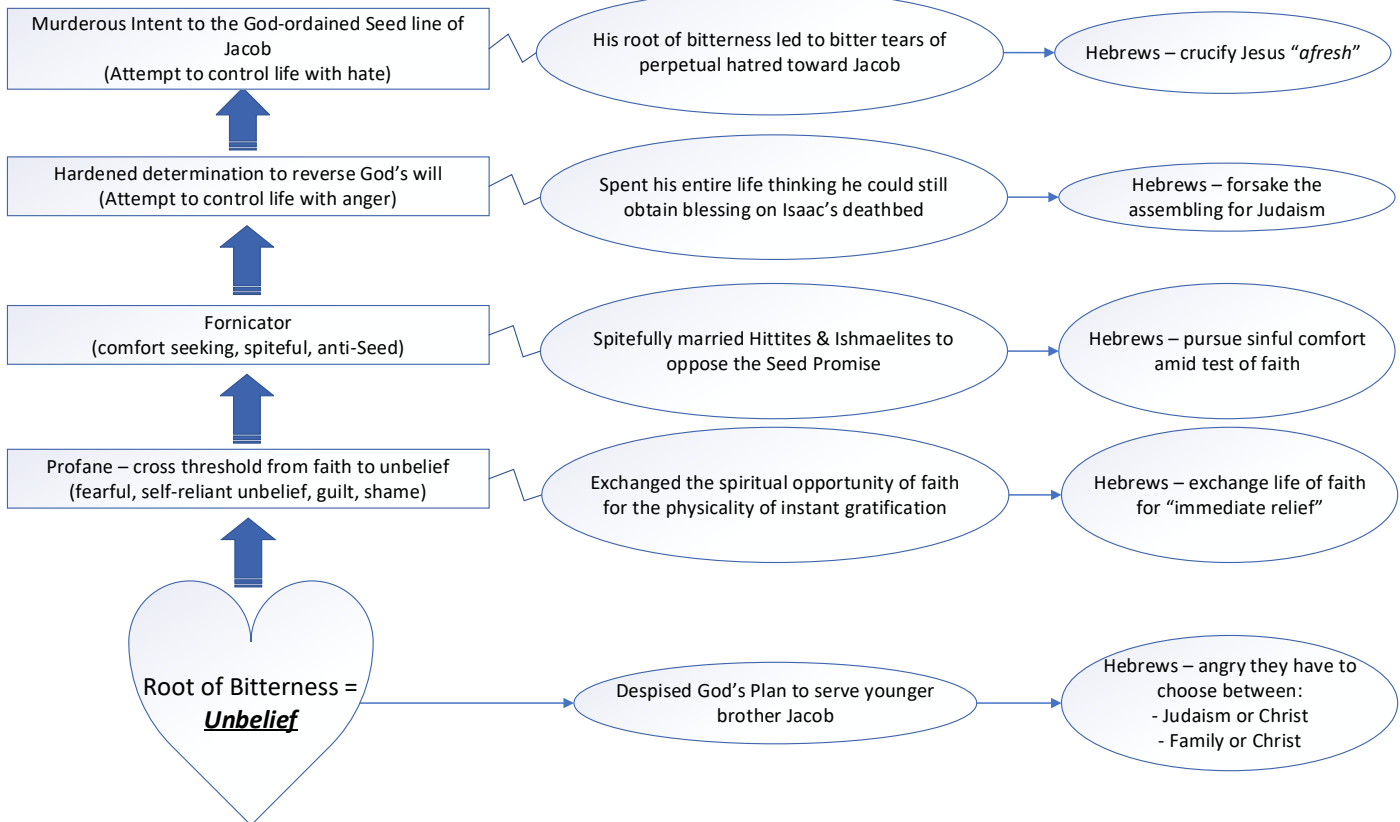 Murderous Intent to the God-ordained Seed line of
Jacob
(Attempt to control life with hate)
His root of bitterness led to bitter tears of
perpetual hatred toward Jacob
Hebrews – crucify Jesus “afresh”
Hardened determination to reverse God’s will
(Attempt to control life with anger)
Spent his entire life thinking he could still
obtain blessing on Isaac’s deathbed
Hebrews – forsake the
assembling for Judaism
Fornicator
(comfort seeking, spiteful, anti-Seed)
Spitefully married Hittites & Ishmaelites to
oppose the Seed Promise
Hebrews – pursue sinful comfort
amid test of faith
Profane – cross threshold from faith to unbelief
(fearful, self-reliant unbelief, guilt, shame)
Exchanged the spiritual opportunity of faith
for the physicality of instant gratification
Hebrews – exchange life of faith
for “immediate relief”
Root of Bitterness =
Unbelief
Despised God’s Plan to serve younger
brother Jacob
Hebrews – angry they have to
choose between:
- Judaism or Christ
- Family or Christ